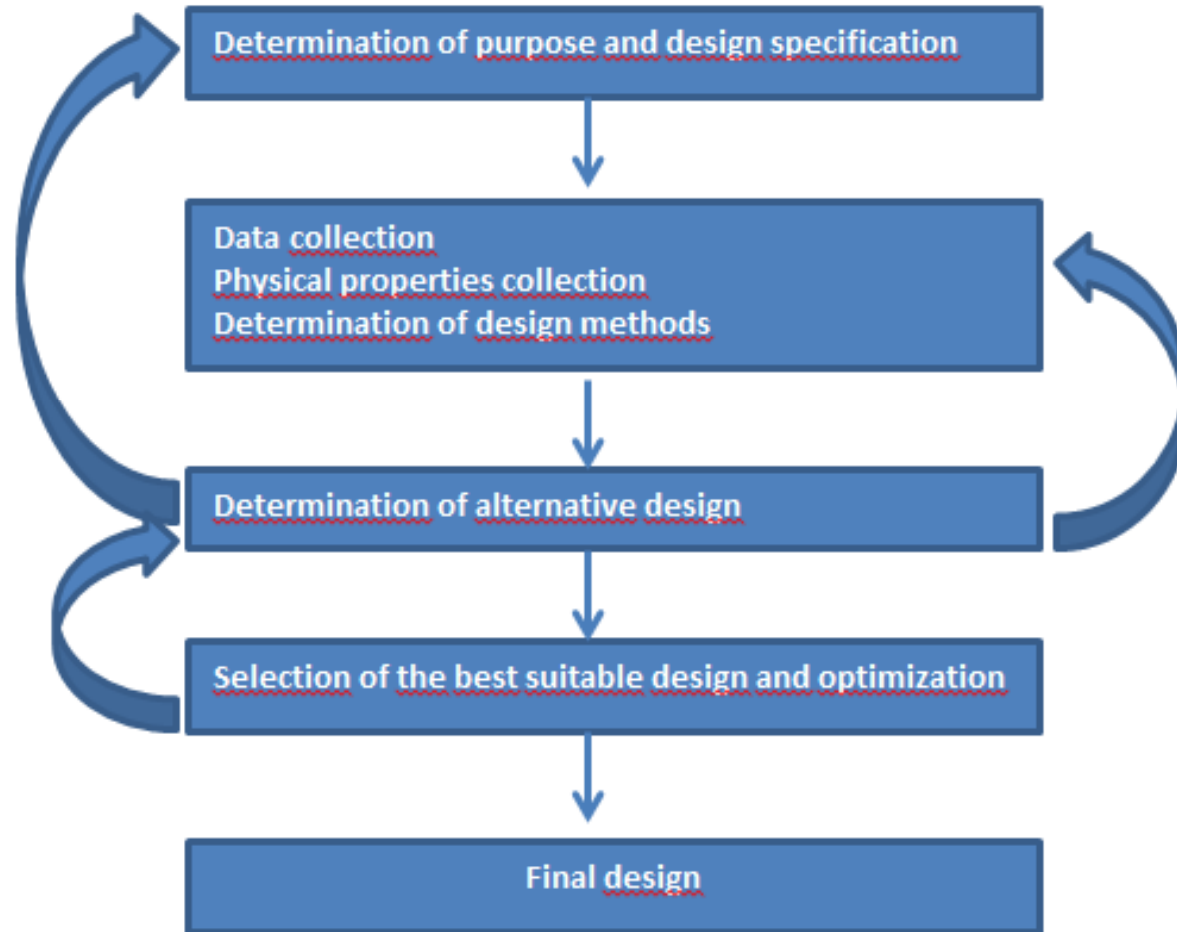 Determination of purpose and design specification
Data collection
Physical properties collection
Determination of design methods
Determination of alternative design
Selection of the best suitable design and optimization
Final design